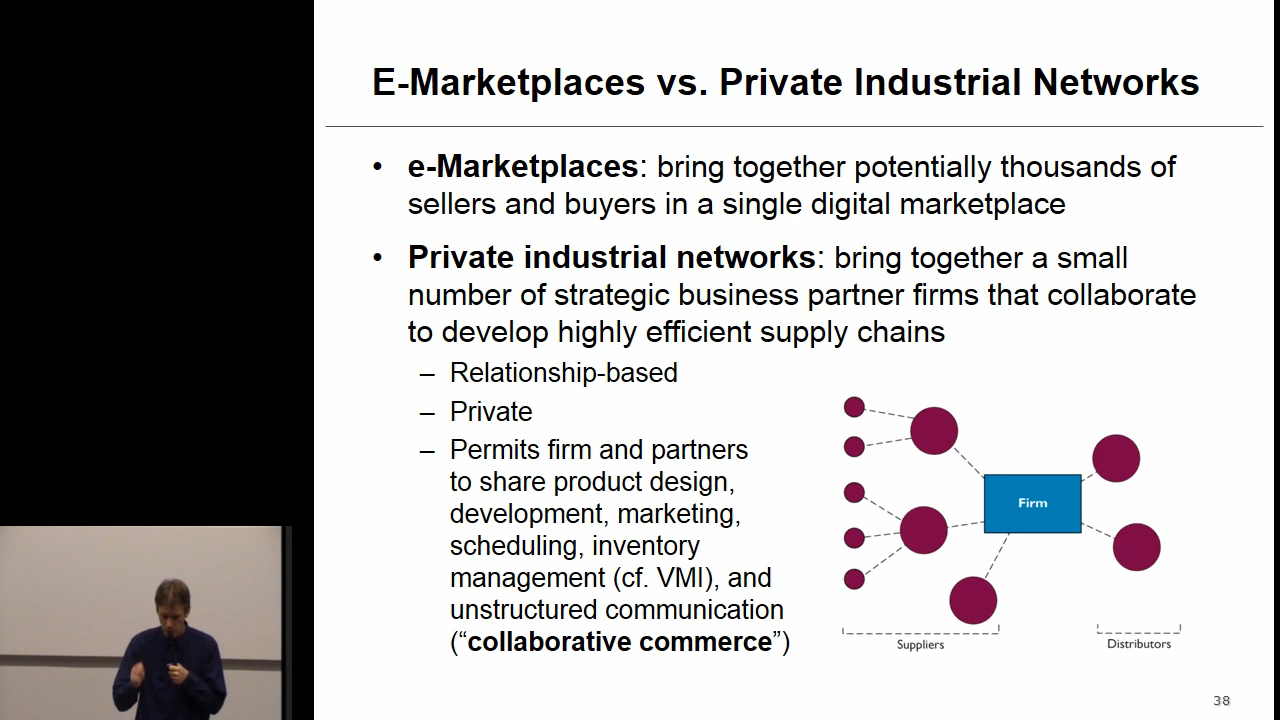 E-Marketplaces vs. Private Industrial Networks
• e-Marketplaces: bring together potentially thousands of
sellers and buyers in a single digital marketplace
• Private industrial networks: bring together a small
number of strategic business partner firms that collaborate
to develop highly efficient supply chains
– Relationship-based
– Private
– Permits firm and partners
to share product design,
development, marketing,
scheduling, inventory
management (cf. VMI), and
unstructured communication
(“collaborative commerce”)
Firm
Suppliers
Distributors
38